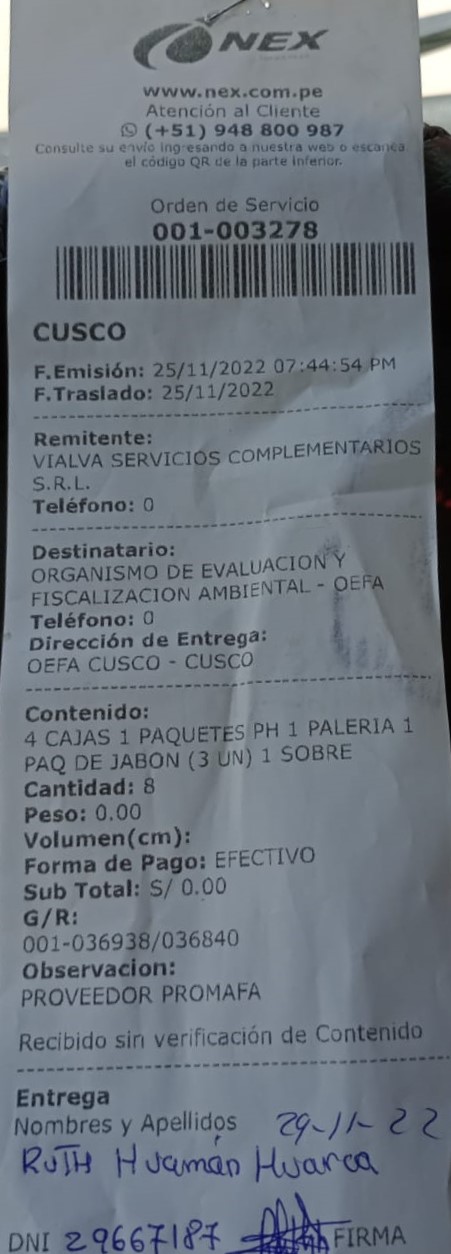 NEX
www.nex.com.pe
Atención al Cliente
(+51) 948 800 987
Consulte su envío ingresando a nuestra web o escanea
el código QR de la parte inferior.
Orden de Servicio
001-003278
CUSCO
F.Emisión: 25/11/2022 07:44:54 PM
F.Traslado: 25/11/2022
Remitente:
VIALVA SERVICIOS COMPLEMENTARIOS
S.R.L.
Teléfono: 0
Destinatario:
ORGANISMO DE EVALUACION Y
FISCALIZACION AMBIENTAL - OEFA
Teléfono: 0
Dirección de Entrega:
OEFA CUSCO - CUSCO
Contenido:
4 CAJAS 1 PAQUETES PH 1 PALERIA 1
PAQ DE JABON (3 UN) 1 SOBRE
Cantidad: 8
Peso: 0.00
Volumen(cm):
Forma de Pago: EFECTIVO
Sub Total: S/ 0.00
G/R:
001-036938/036840
Observacion:
PROVEEDOR PROMAFA
Recibido sin verificación de Contenido
Entrega
Nombres y Apellidos 29-11-22
RUTH Huamán Huarca
DNI 29667187 FIRMA